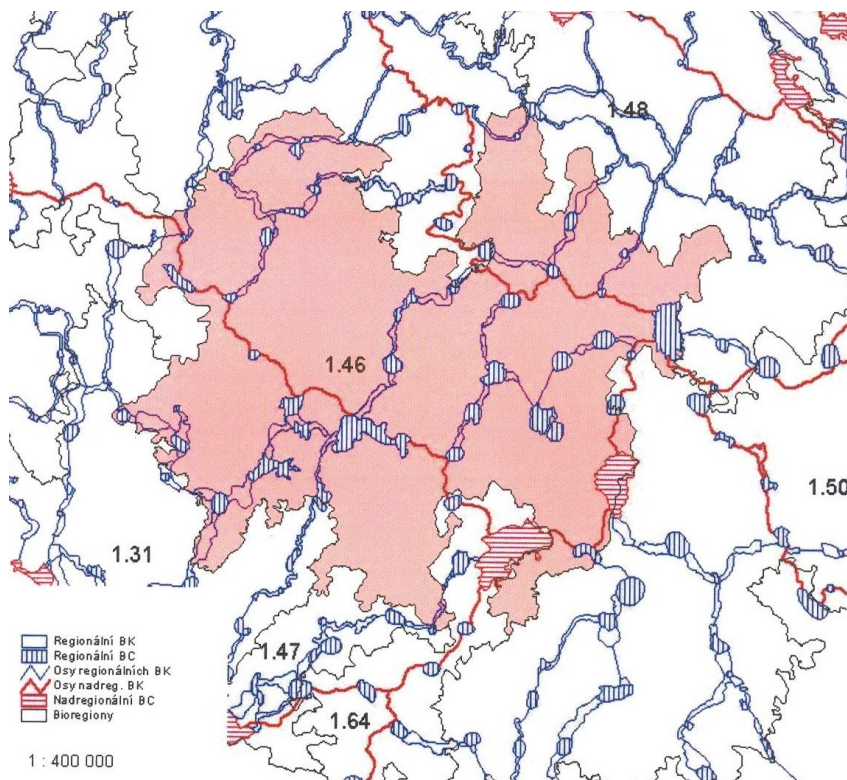 1.48
1.46
1.50
1.31
1.47
1.64
Regionální BK
Regionální BC
Osy regionálních BK
Osy nadreg. BK
Nadregionální BC
Bioregiony
1 : 400 000